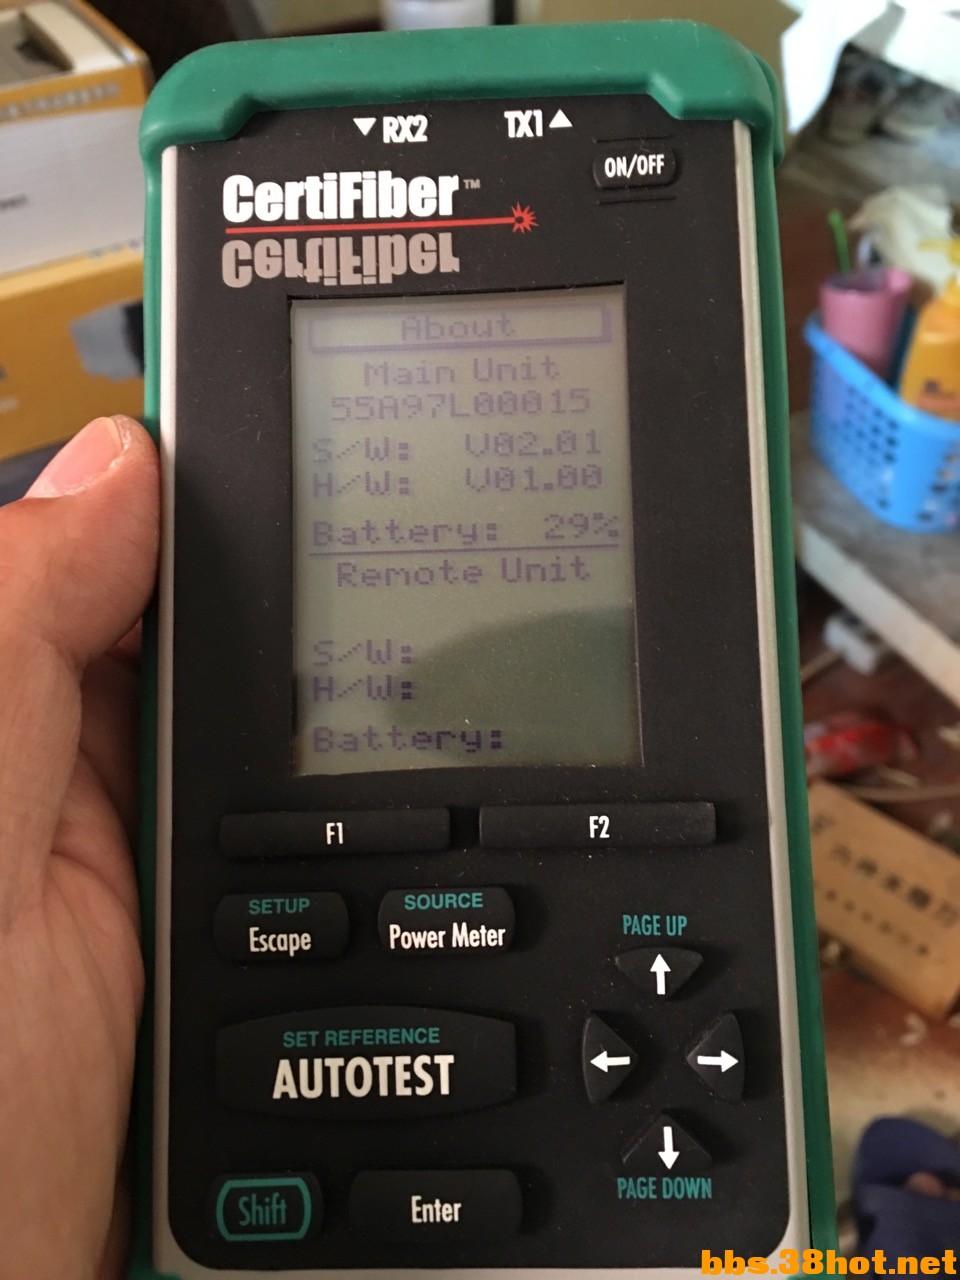 ▼ RX2 TX1 ▲
ON/OFF
CertiFiber™
CertiFiber
About
Main Unit
55A97L00015
S/W: V02.01
H/W: V01.00
Battery: 29%
Remote Unit
S/W:
H/W:
Battery:
F1 F2
SETUP
Escape
SOURCE
Power Meter
PAGE UP
↑
SET REFERENCE
AUTOTEST
← →
↓
PAGE DOWN
Shift
Enter
bbs.38hot.net